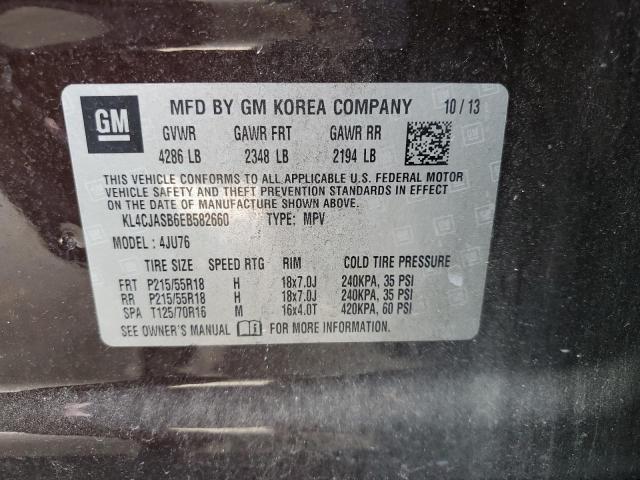 GM MFD BY GM KOREA COMPANY 10/13
GVWR GAWR FRT GAWR RR
4286 LB 2348 LB 2194 LB
THIS VEHICLE CONFORMS TO ALL APPLICABLE U.S. FEDERAL MOTOR
VEHICLE SAFETY AND THEFT PREVENTION STANDARDS IN EFFECT
ON THE DATE OF MANUFACTURE SHOWN ABOVE.
KL4CJASB6EB582660 TYPE: MPV
MODEL: 4JU76
TIRE SIZE SPEED RTG RIM COLD TIRE PRESSURE
FRT P215/55R18 H 18x7.0J 240KPA, 35 PSI
RR P215/55R18 H 18x7.0J 240KPA, 35 PSI
SPA T125/70R16 M 16x4.0T 420KPA, 60 PSI
SEE OWNER'S MANUAL i FOR MORE INFORMATION.